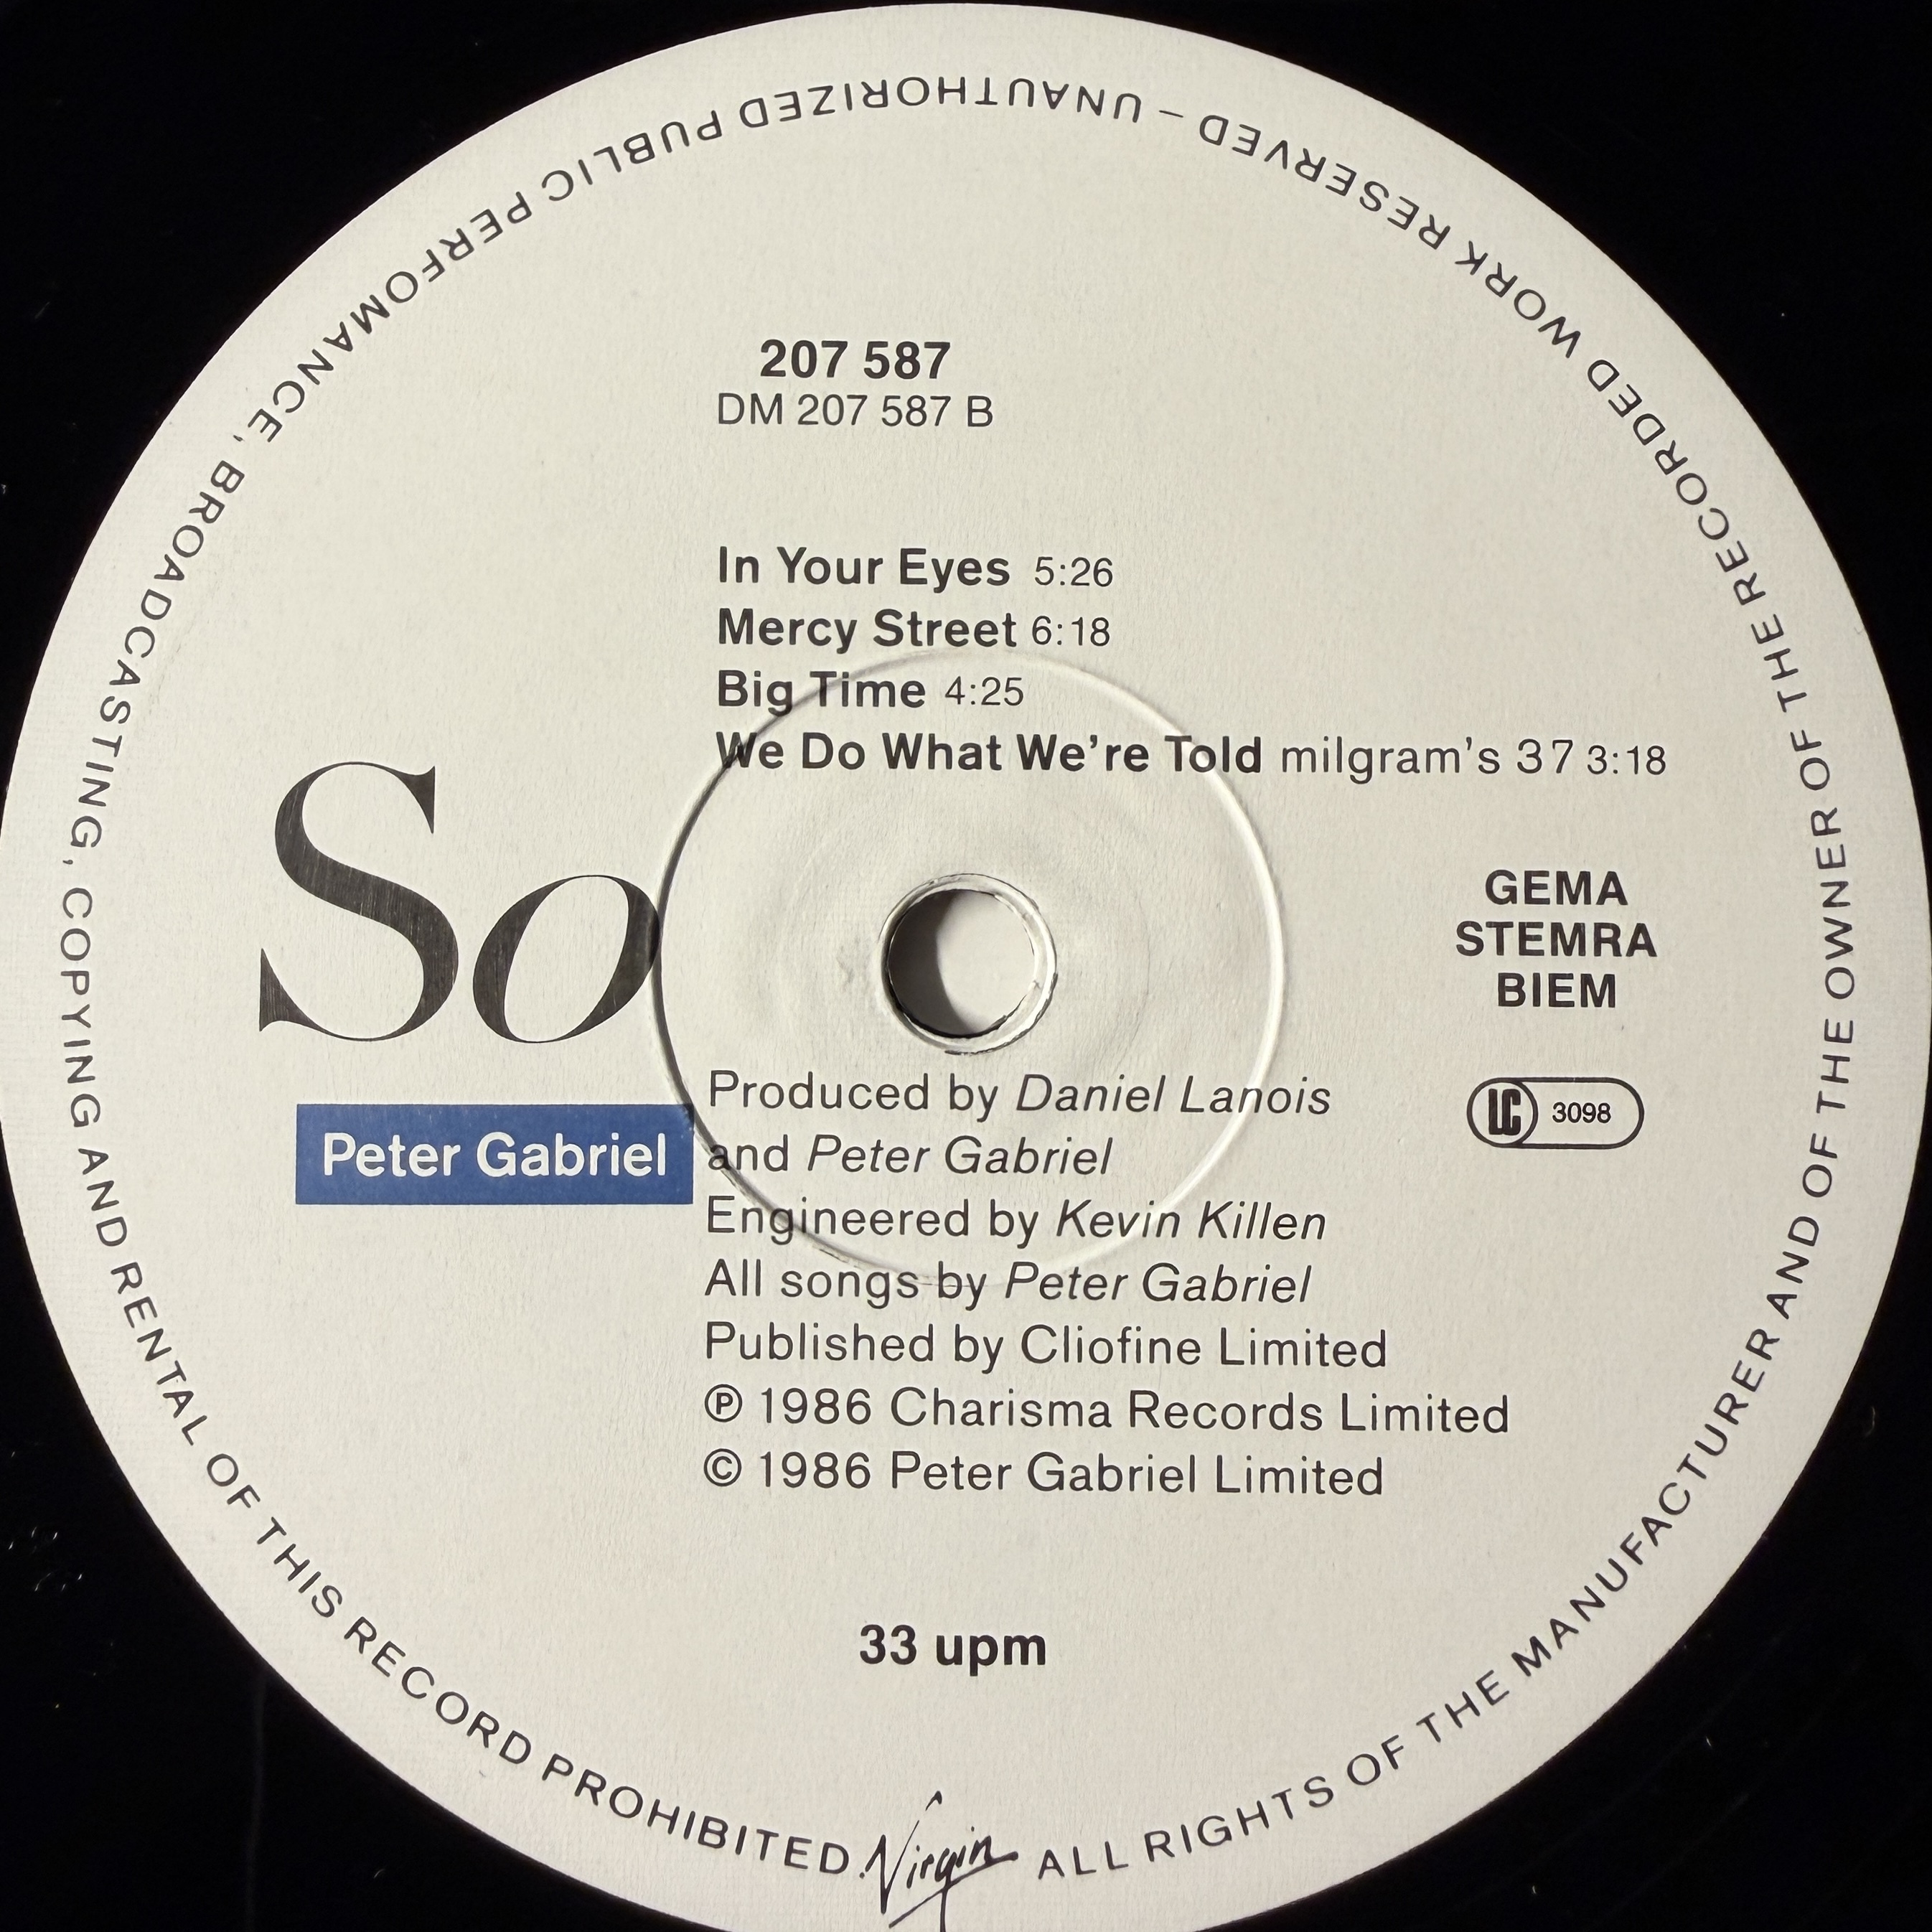 207 587
DM 207 587 B
In Your Eyes 5:26
Mercy Street 6:18
Big Time 4:25
We Do What We're Told milgram's 37 3:18
So
Peter Gabriel
GEMA
STEMRA
BIEM
LC 3098
Produced by Daniel Lanois
and Peter Gabriel
Engineered by Kevin Killen
All songs by Peter Gabriel
Published by Cliofine Limited
℗ 1986 Charisma Records Limited
© 1986 Peter Gabriel Limited
33 upm
Virgin
ALL RIGHTS OF THE MANUFACTURER AND OF THE OWNER OF THE RECORDED WORK RESERVED – UNAUTHORIZED PUBLIC PERFOMANCE, BROADCASTING, COPYING AND RENTAL OF THIS RECORD PROHIBITED.